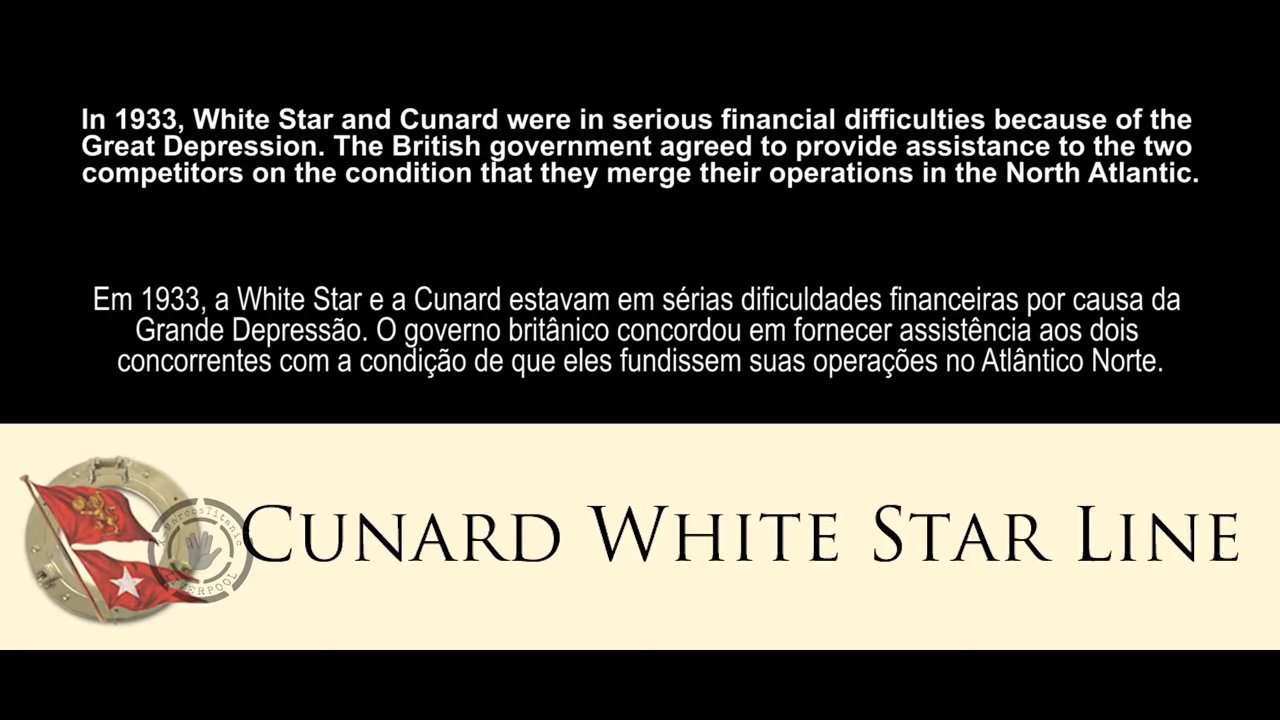 In 1933, White Star and Cunard were in serious financial difficulties because of the
Great Depression. The British government agreed to provide assistance to the two
competitors on the condition that they merge their operations in the North Atlantic.
Em 1933, a White Star e a Cunard estavam em sérias dificuldades financeiras por causa da
Grande Depressão. O governo britânico concordou em fornecer assistência aos dois
concorrentes com a condição de que eles fundissem suas operações no Atlântico Norte.
CUNARD WHITE STAR LINE
MarcosTitanic